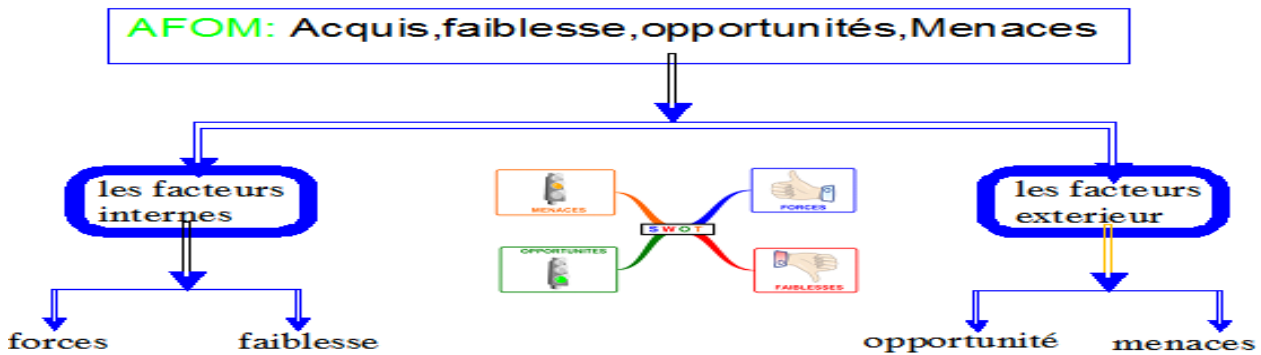 AFOM: Acquis,faiblesse,opportunités,Menaces
les facteurs
internes
MENACES
FORCES
SWOT
OPPORTUNITES
FAIBLESSES
les facteurs
exterieur
forces
faiblesse
opportunité
menaces